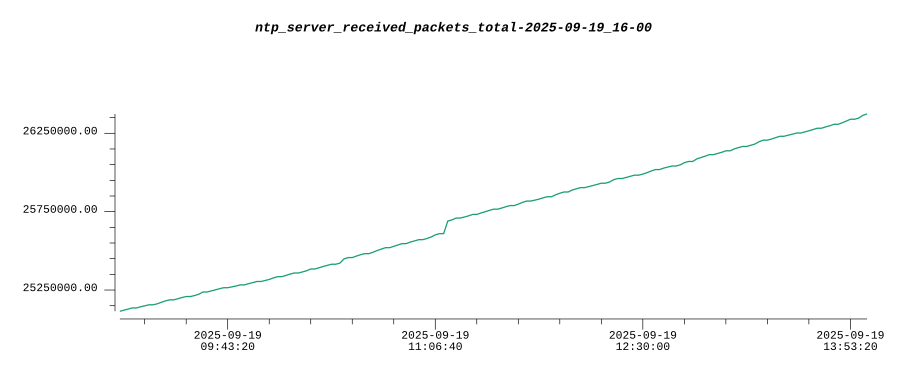 ntp_server_received_packets_total-2025-09-19_16-00
26250000.00
25750000.00
25250000.00
2025-09-19 2025-09-19 2025-09-19 2025-09-19
09:43:20 11:06:40 12:30:00 13:53:20